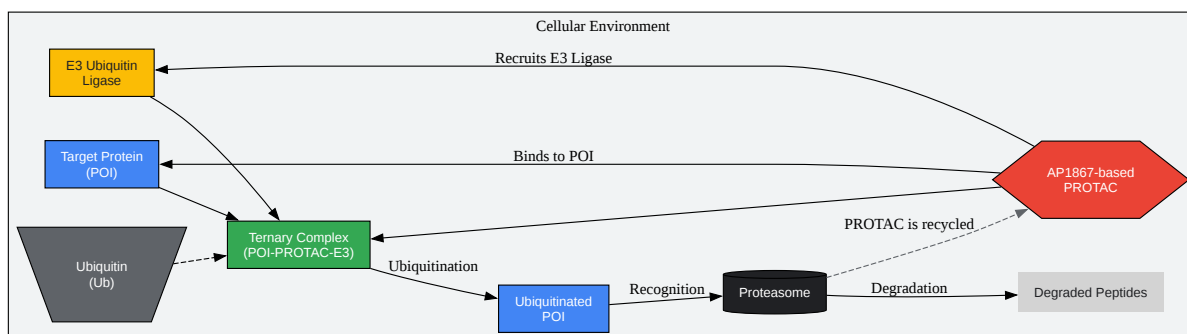 Cellular Environment
E3 Ubiquitin
Ligase
Recruits E3 Ligase
Target Protein
(POI)
Binds to POI
AP1867-based
PROTAC
Ternary Complex
(POI-PROTAC-E3)
PROTAC is recycled
Ubiquitin
(Ub)
Ubiquitination
Ubiquitinated
POI
Recognition
Proteasome
Degradation
Degraded Peptides